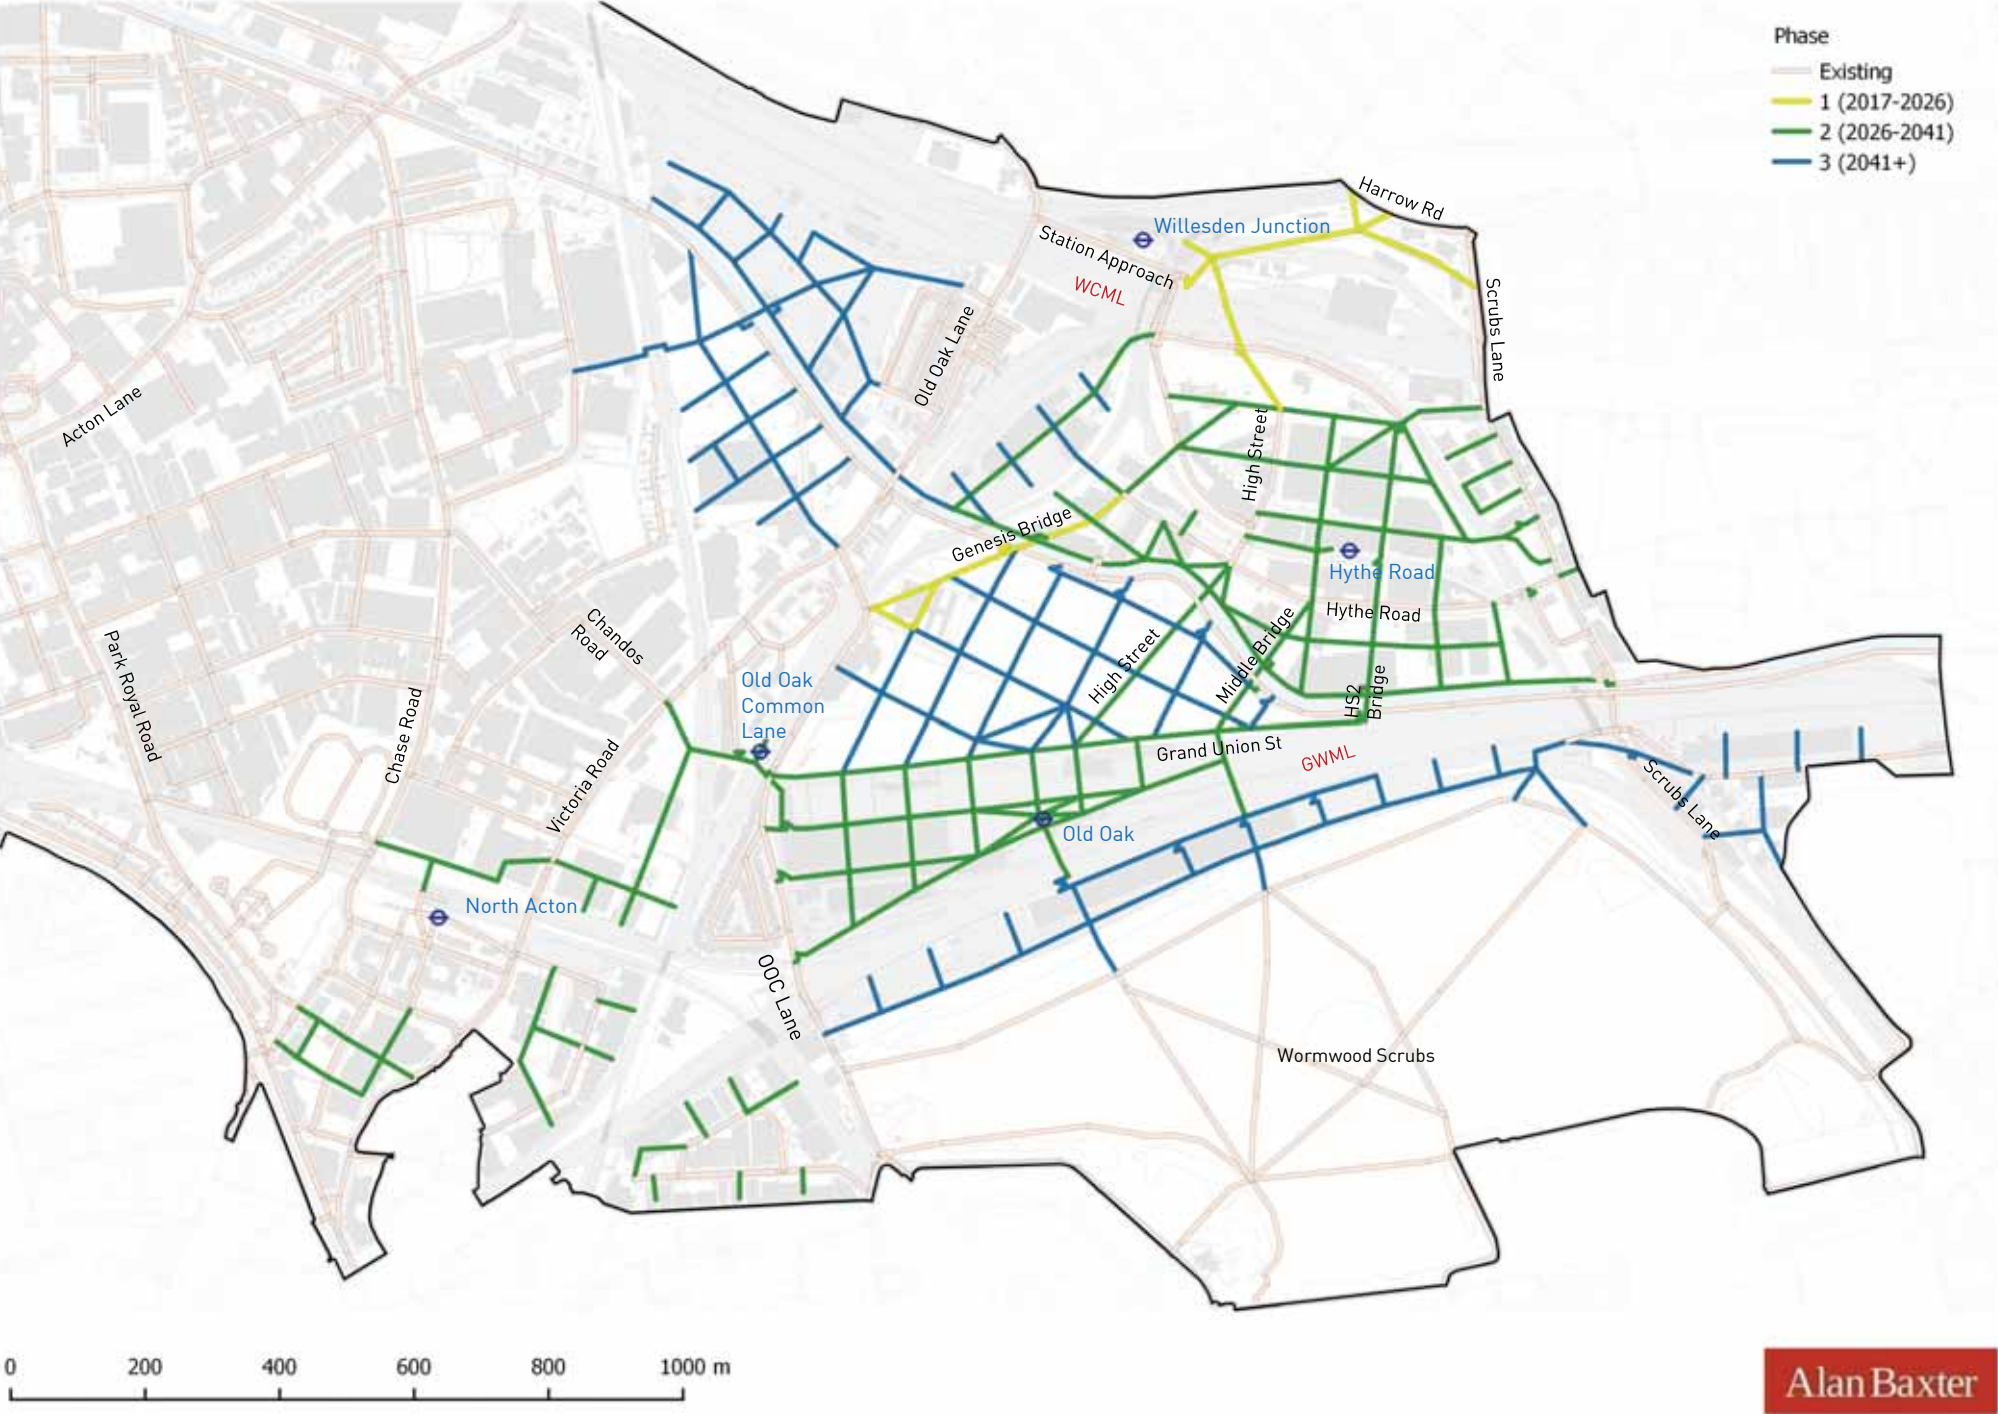 Phase
Existing
1 (2017-2026)
2 (2026-2041)
3 (2041+)
Harrow Rd
Willesden Junction
Station Approach
WCML
Scrubs Lane
Old Oak Lane
Acton Lane
High Street
Genesis Bridge
Hythe Road
Hythe Road
Chandos
Road
Park Royal Road
Chase Road
Victoria Road
Old Oak
Common
Lane
High Street
Middle Bridge
HS2
Bridge
Grand Union St
GWML
Scrubs Lane
Old Oak
North Acton
OOC Lane
Wormwood Scrubs
0 200 400 600 800 1000 m
Alan Baxter